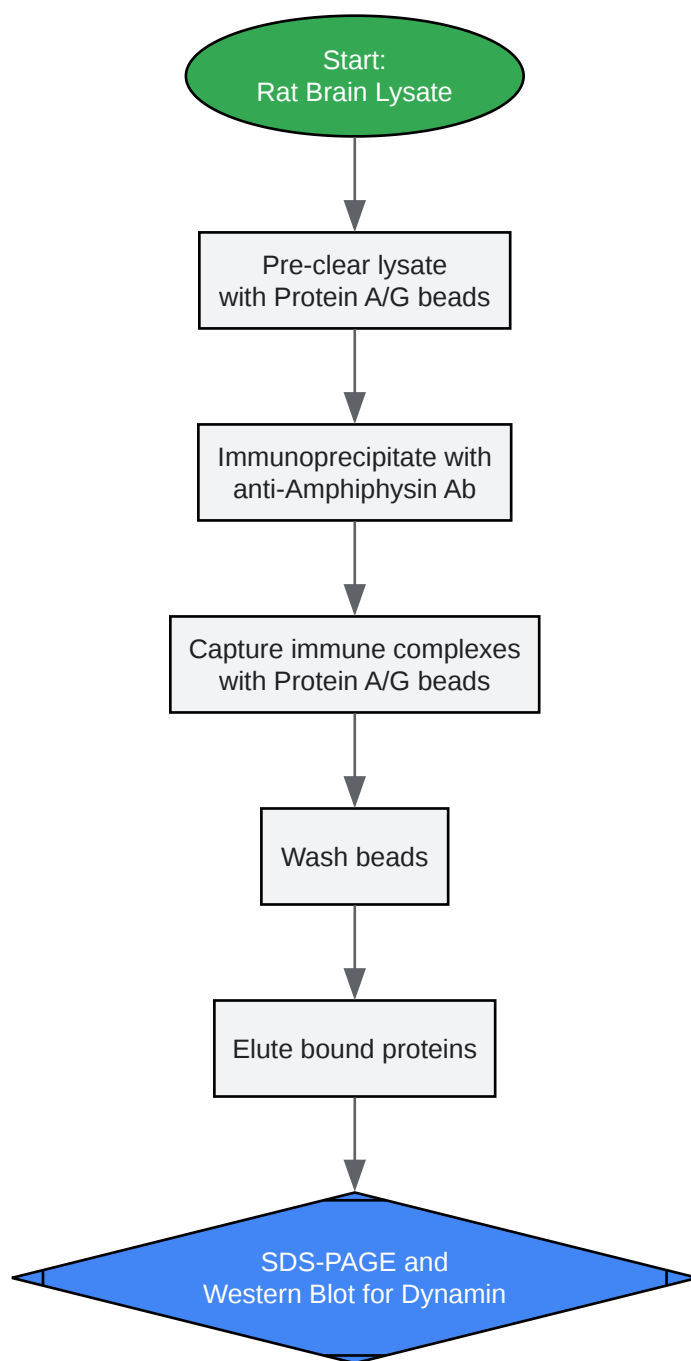 Start:
Rat Brain Lysate
Pre-clear lysate
with Protein A/G beads
Immunoprecipitate with
anti-Amphiphysin Ab
Capture immune complexes
with Protein A/G beads
Wash beads
Elute bound proteins
SDS-PAGE and
Western Blot for Dynamin